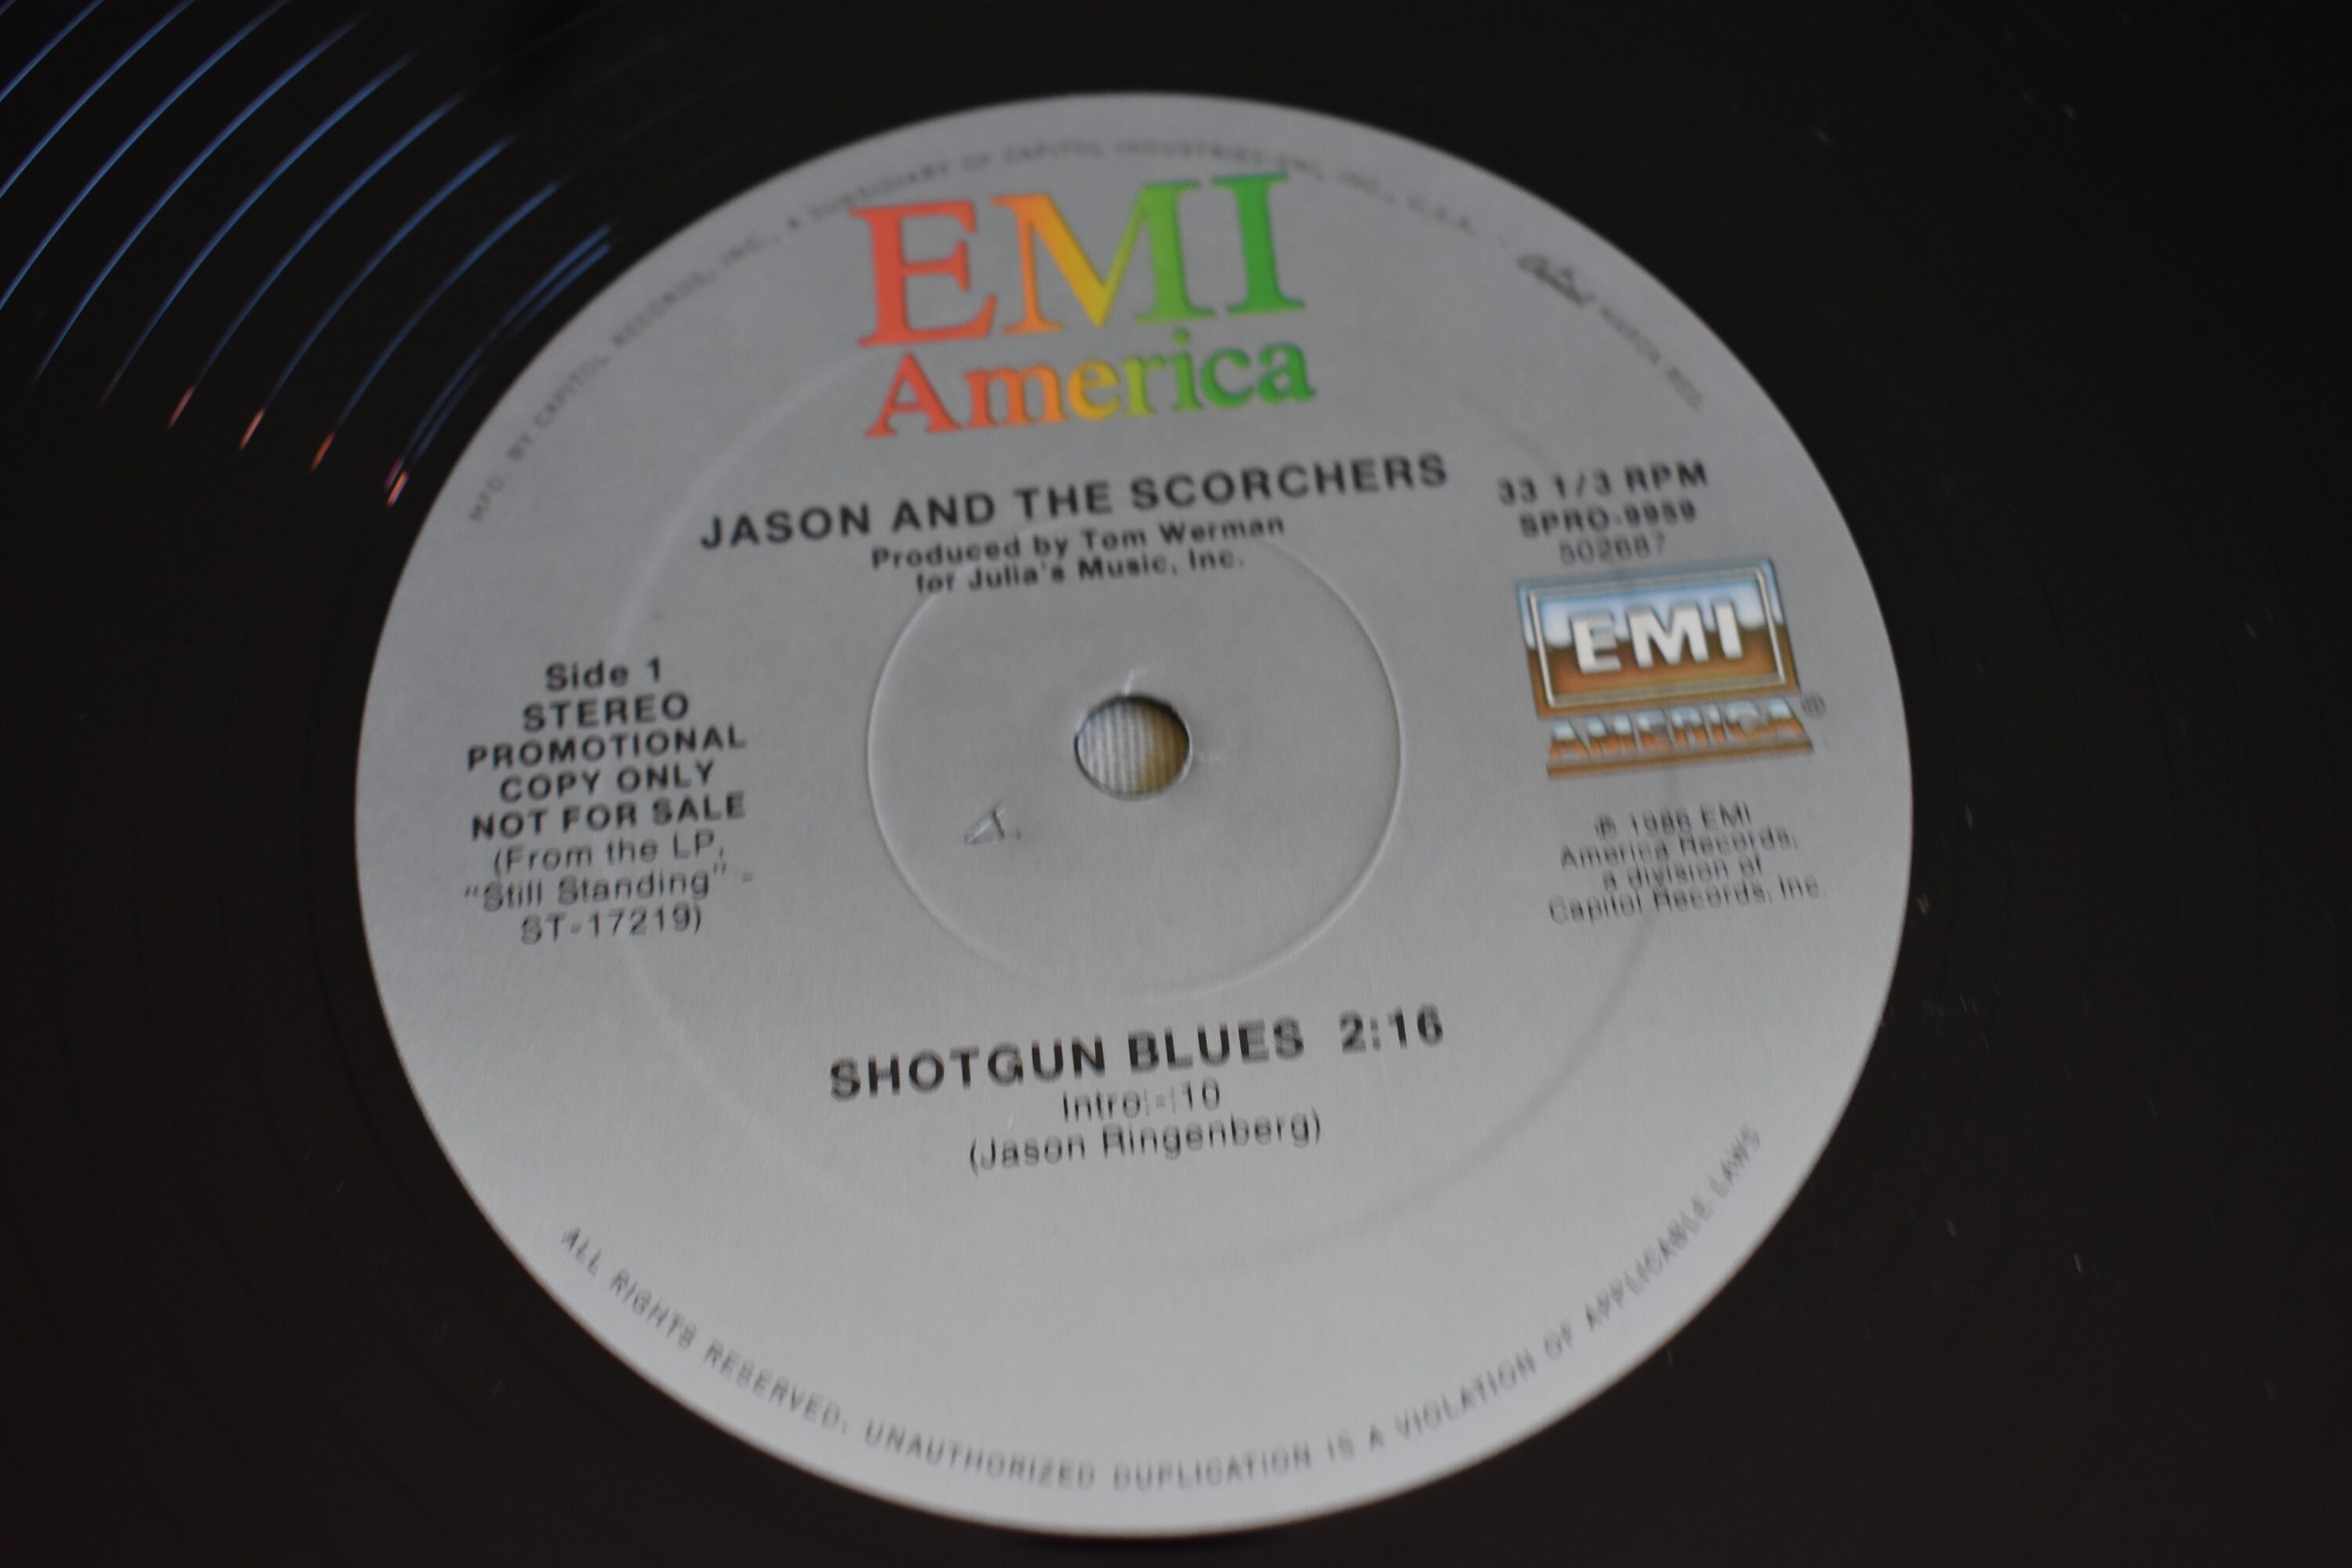 MFD. BY CAPITOL RECORDS, INC., A SUBSIDIARY OF CAPITOL INDUSTRIES-EMI, INC., U.S.A. · Capitol MARCA REG.
EMI
America
JASON AND THE SCORCHERS
Produced by Tom Werman
for Julia's Music, Inc.
33 1/3 RPM
SPRO-9959
502687
EMI
AMERICA®
Side 1
STEREO
PROMOTIONAL
COPY ONLY
NOT FOR SALE
(From the LP,
"Still Standing" -
ST-17219)
℗ 1986 EMI
America Records,
a division of
Capitol Records, Inc.
SHOTGUN BLUES 2:16
Intro-:10
(Jason Ringenberg)
ALL RIGHTS RESERVED. UNAUTHORIZED DUPLICATION IS A VIOLATION OF APPLICABLE LAWS